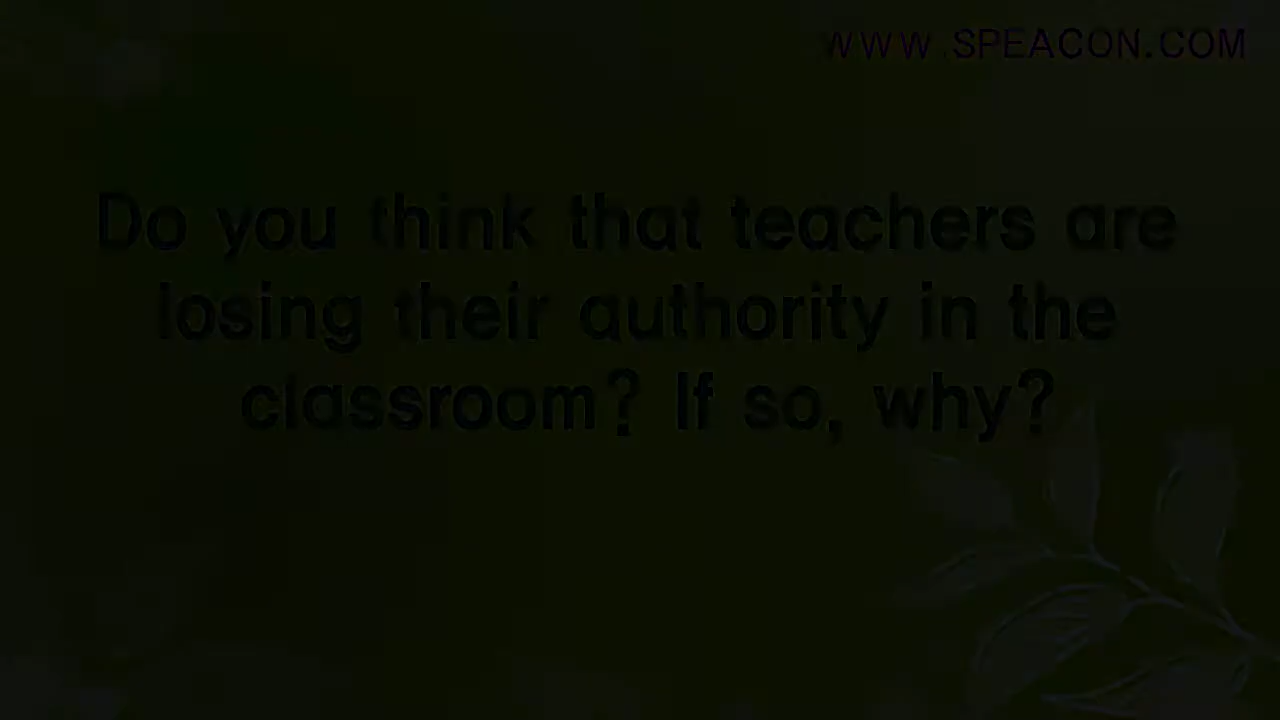 WWW.SPEACON.COM
Do you think that teachers are
losing their authority in the
classroom? If so, why?